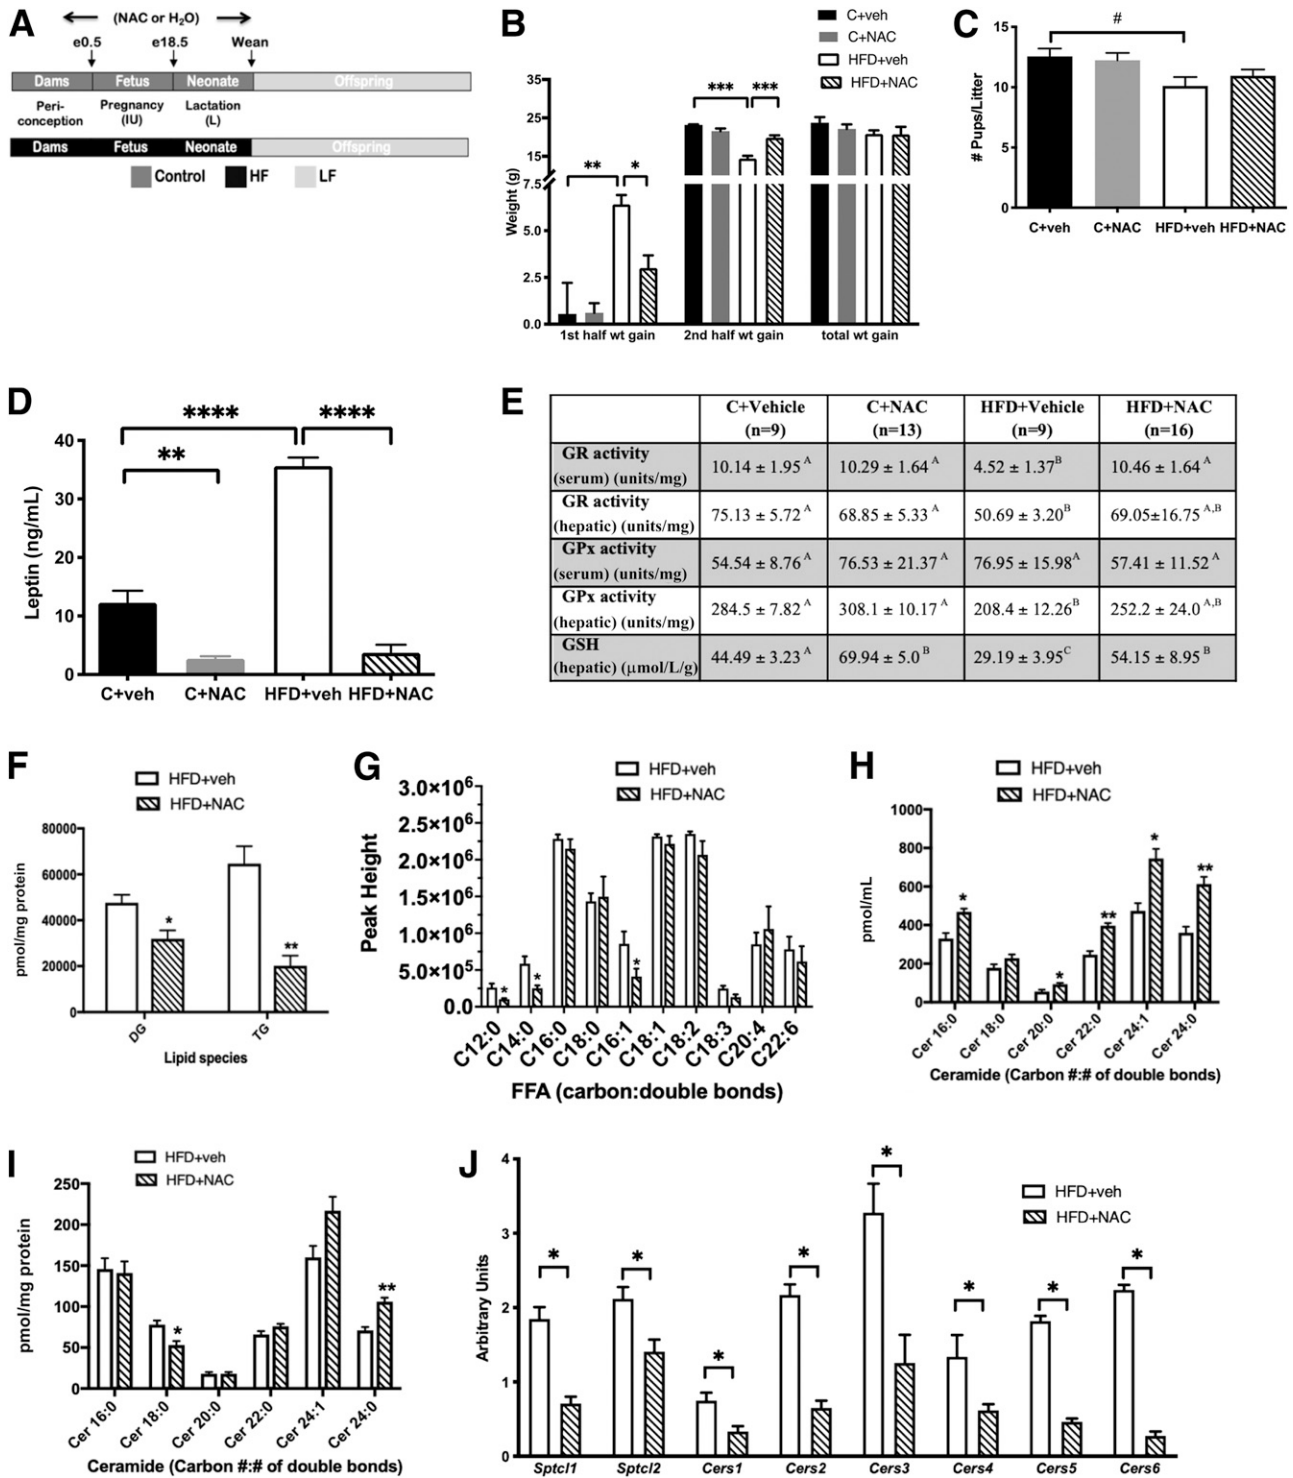 A
(NAC or H₂O)
e0.5 e18.5 Wean
Dams Fetus Neonate Offspring
Peri-conception Pregnancy (IU) Lactation (L)
Dams Fetus Neonate Offspring
Control HF LF
B
C+veh
C+NAC
HFD+veh
HFD+NAC
Weight (g)
35
25
15
7.5
5.0
2.5
0.0
** * *** ***
1st half wt gain 2nd half wt gain total wt gain
C
# Pups/Litter
15
10
5
0
#
C+veh C+NAC HFD+veh HFD+NAC
D
Leptin (ng/mL)
40
30
20
10
0
**** ****
**
C+veh C+NAC HFD+veh HFD+NAC
E
C+Vehicle (n=9) C+NAC (n=13) HFD+Vehicle (n=9) HFD+NAC (n=16)
GR activity (serum) (units/mg) 10.14 ± 1.95 A 10.29 ± 1.64 A 4.52 ± 1.37 B 10.46 ± 1.64 A
GR activity (hepatic) (units/mg) 75.13 ± 5.72 A 68.85 ± 5.33 A 50.69 ± 3.20 B 69.05±16.75 A,B
GPx activity (serum) (units/mg) 54.54 ± 8.76 A 76.53 ± 21.37 A 76.95 ± 15.98 A 57.41 ± 11.52 A
GPx activity (hepatic) (units/mg) 284.5 ± 7.82 A 308.1 ± 10.17 A 208.4 ± 12.26 B 252.2 ± 24.0 A,B
GSH (hepatic) (μmol/L/g) 44.49 ± 3.23 A 69.94 ± 5.0 B 29.19 ± 3.95 C 54.15 ± 8.95 B
F
HFD+veh
HFD+NAC
pmol/mg protein
80000
60000
40000
20000
0
* **
DG TG
Lipid species
G
HFD+veh
HFD+NAC
Peak Height
3.0×10⁶
2.5×10⁶
2.0×10⁶
1.5×10⁶
1.0×10⁶
5.0×10⁵
0.0
* * *
C12:0 C14:0 C16:0 C18:0 C16:1 C18:1 C18:2 C18:3 C20:4 C22:6
FFA (carbon:double bonds)
H
HFD+veh
HFD+NAC
pmol/mL
1000
800
600
400
200
0
* * ** * **
Cer 16:0 Cer 18:0 Cer 20:0 Cer 22:0 Cer 24:1 Cer 24:0
Ceramide (Carbon #:# of double bonds)
I
HFD+veh
HFD+NAC
pmol/mg protein
250
200
150
100
50
0
* **
Cer 16:0 Cer 18:0 Cer 20:0 Cer 22:0 Cer 24:1 Cer 24:0
Ceramide (Carbon #:# of double bonds)
J
HFD+veh
HFD+NAC
Arbitrary Units
4
3
2
1
0
* * * * * * * *
Sptcl1 Sptcl2 Cers1 Cers2 Cers3 Cers4 Cers5 Cers6